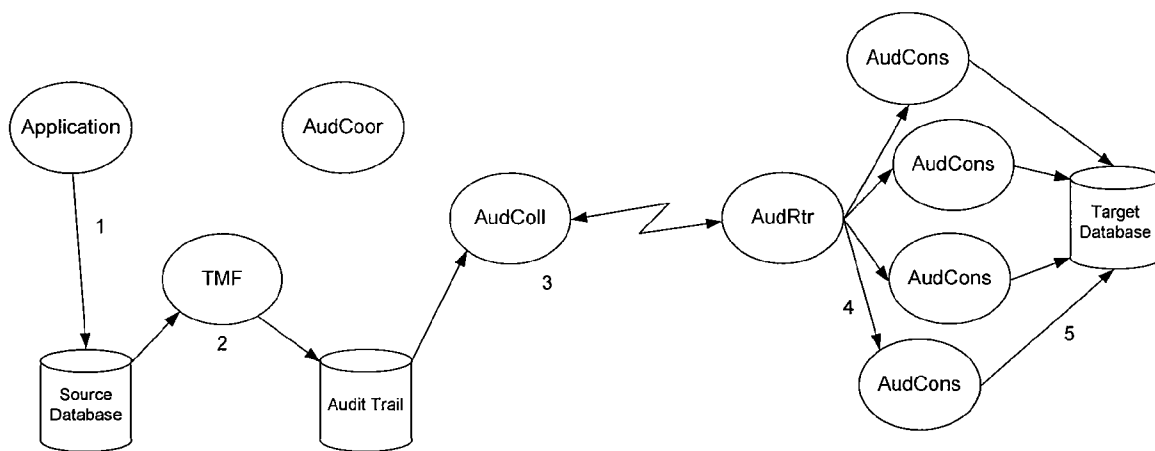 AudCons
Application
AudCoor
AudCons
AudColl
AudRtr
Target
Database
1
TMF
AudCons
3
4
2
5
Source
Database
Audit Trail
AudCons